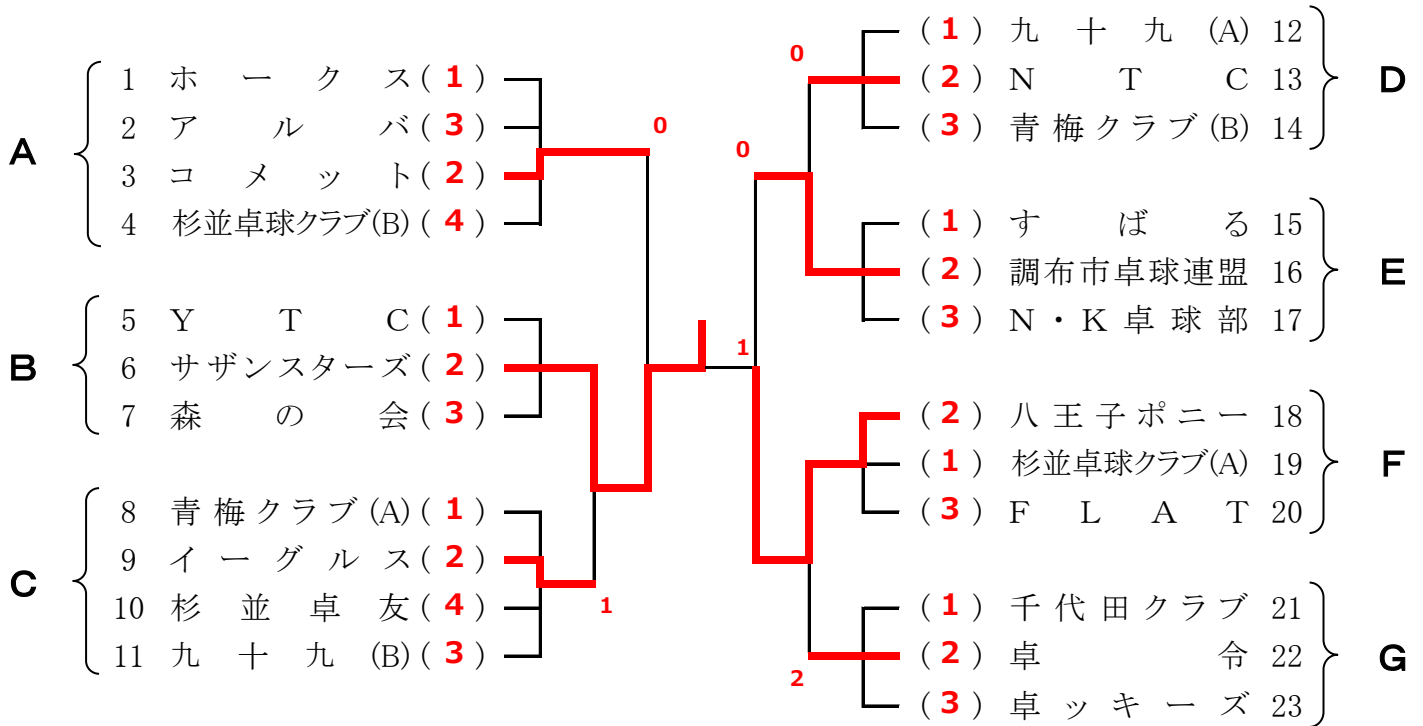 A
1 ホークス(1)
2 アルバ(3)
3 コメット(2)
4 杉並卓球クラブ(B)(4)
B
5 YTC(1)
6 サザンスターズ(2)
7 森の会(3)
C
8 青梅クラブ(A)(1)
9 イーグルス(2)
10 杉並卓友(4)
11 九十九(B)(3)
0
1
0
0
1
2
(1) 九十九(A) 12
(2) NTC 13
(3) 青梅クラブ(B) 14
D
(1) すばる 15
(2) 調布市卓球連盟 16
(3) N・K卓球部 17
E
(2) 八王子ポニー 18
(1) 杉並卓球クラブ(A) 19
(3) FLAT 20
F
(1) 千代田クラブ 21
(2) 卓令 22
(3) 卓ッキーズ 23
G